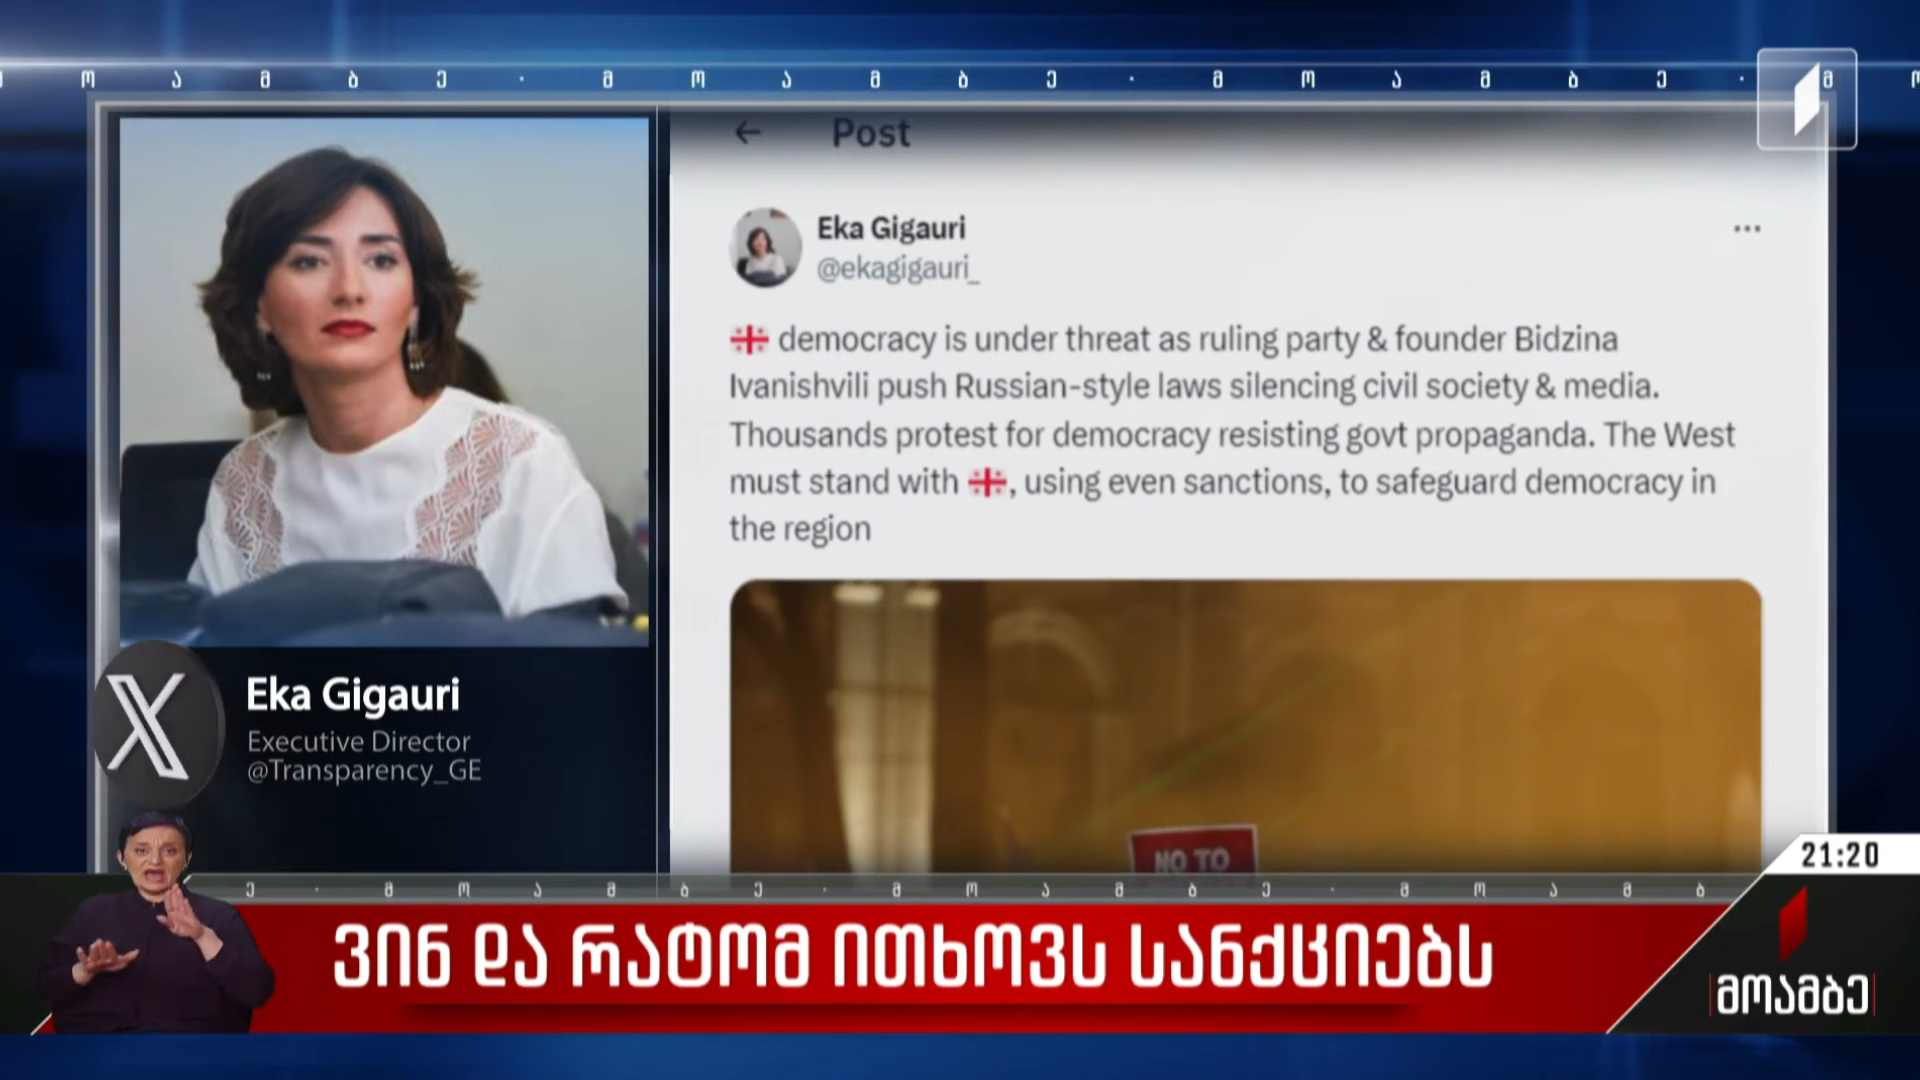 მ ო ა მ ბ ე · მ ო ა მ ბ ე · მ ო ა მ ბ ე · მ
Post
Eka Gigauri
@ekagigauri_
democracy is under threat as ruling party & founder Bidzina
Ivanishvili push Russian-style laws silencing civil society & media.
Thousands protest for democracy resisting govt propaganda. The West
must stand with 🇬🇪, using even sanctions, to safeguard democracy in
the region
NO TO
Eka Gigauri
Executive Director
@Transparency_GE
21:20
ე · მ ო ა მ ბ ე · მ ო ა მ ბ ე · მ ო ა მ ბ
ვინ და რატომ ითხოვს სანქციებს
მოამბე